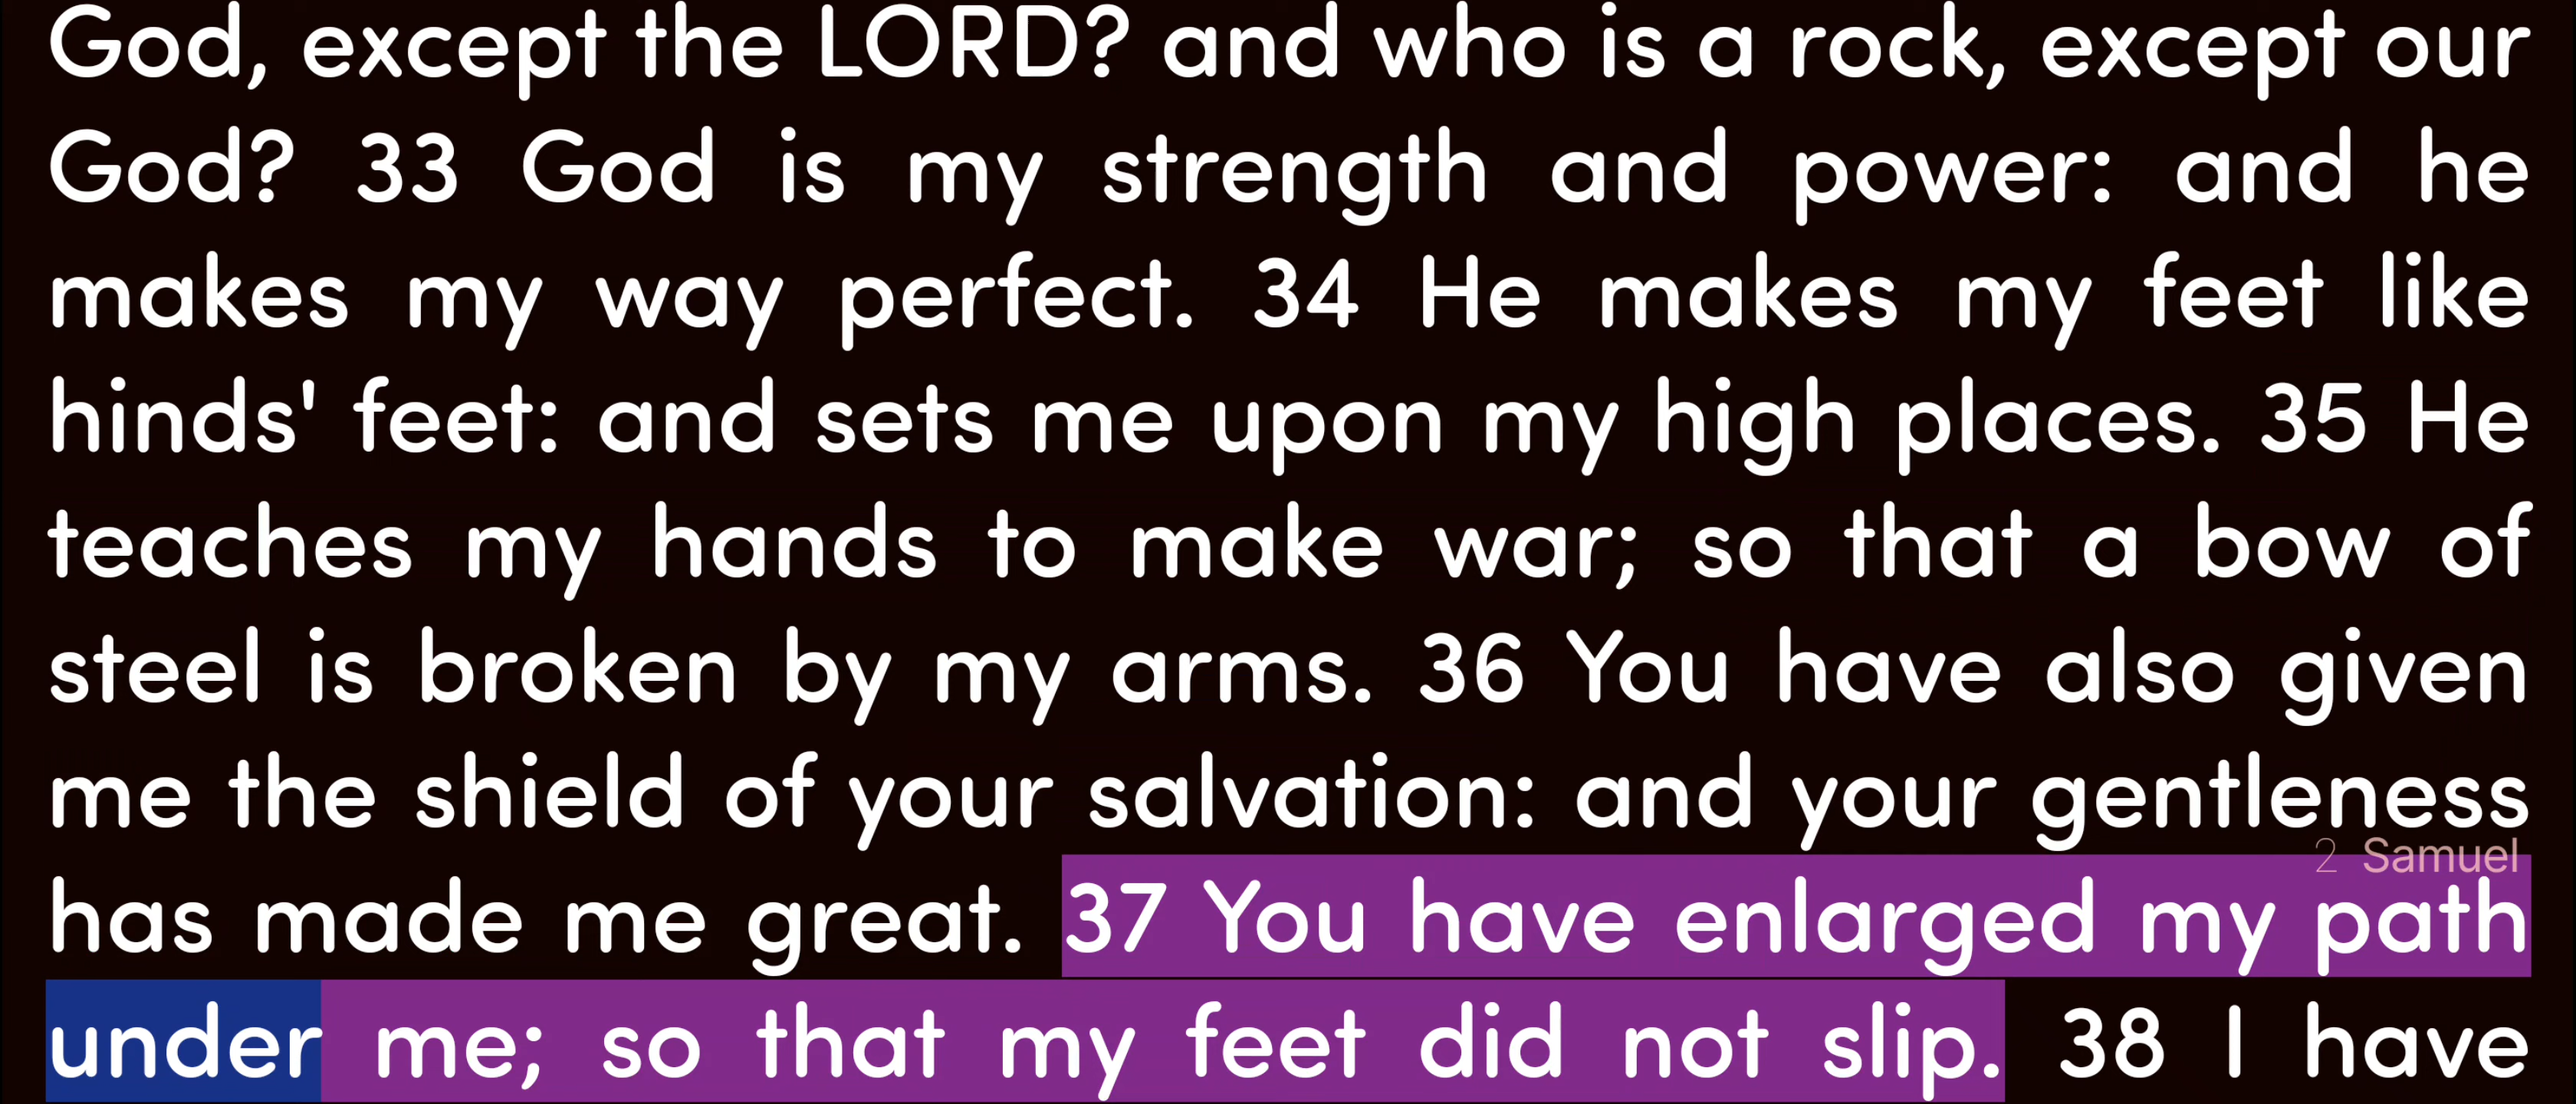 God, except the LORD? and who is a rock, except our
God? 33 God is my strength and power: and he
makes my way perfect. 34 He makes my feet like
hinds' feet: and sets me upon my high places. 35 He
teaches my hands to make war; so that a bow of
steel is broken by my arms. 36 You have also given
me the shield of your salvation: and your gentleness
2 Samuel
has made me great. 37 You have enlarged my path
under me; so that my feet did not slip. 38 I have